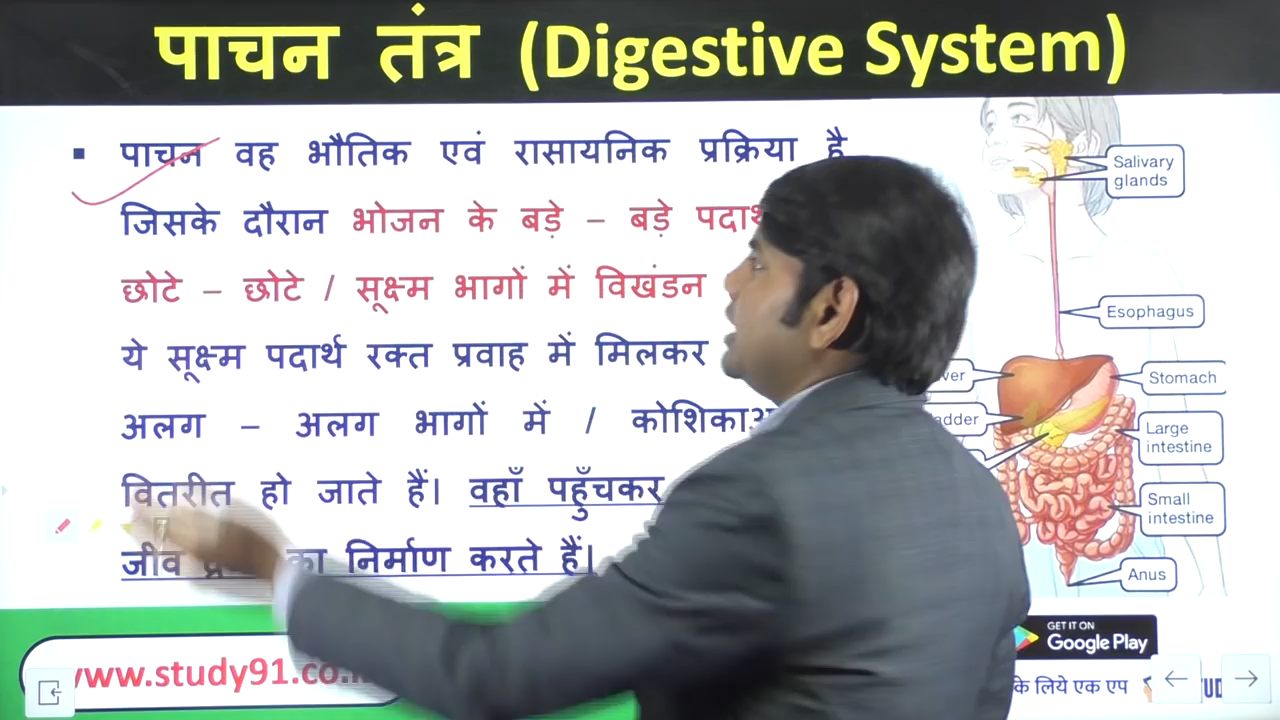 पाचन तंत्र (Digestive System)
▪ पाचन वह भौतिक एवं रासायनिक प्रक्रिया है
जिसके दौरान भोजन के बड़े – बड़े
छोटे – छोटे / सूक्ष्म भागों में विखंडन
ये सूक्ष्म पदार्थ रक्त प्रवाह में मिलकर
अलग – अलग भागों में /
वितरीत हो जाते हैं। वहाँ पहुँचकर
जीव का निर्माण करते हैं।
Salivary
glands
Esophagus
Stomach
Large
intestine
Small
intestine
Anus
www.study91.co.
GET IT ON
Google Play
के लिये एक एप